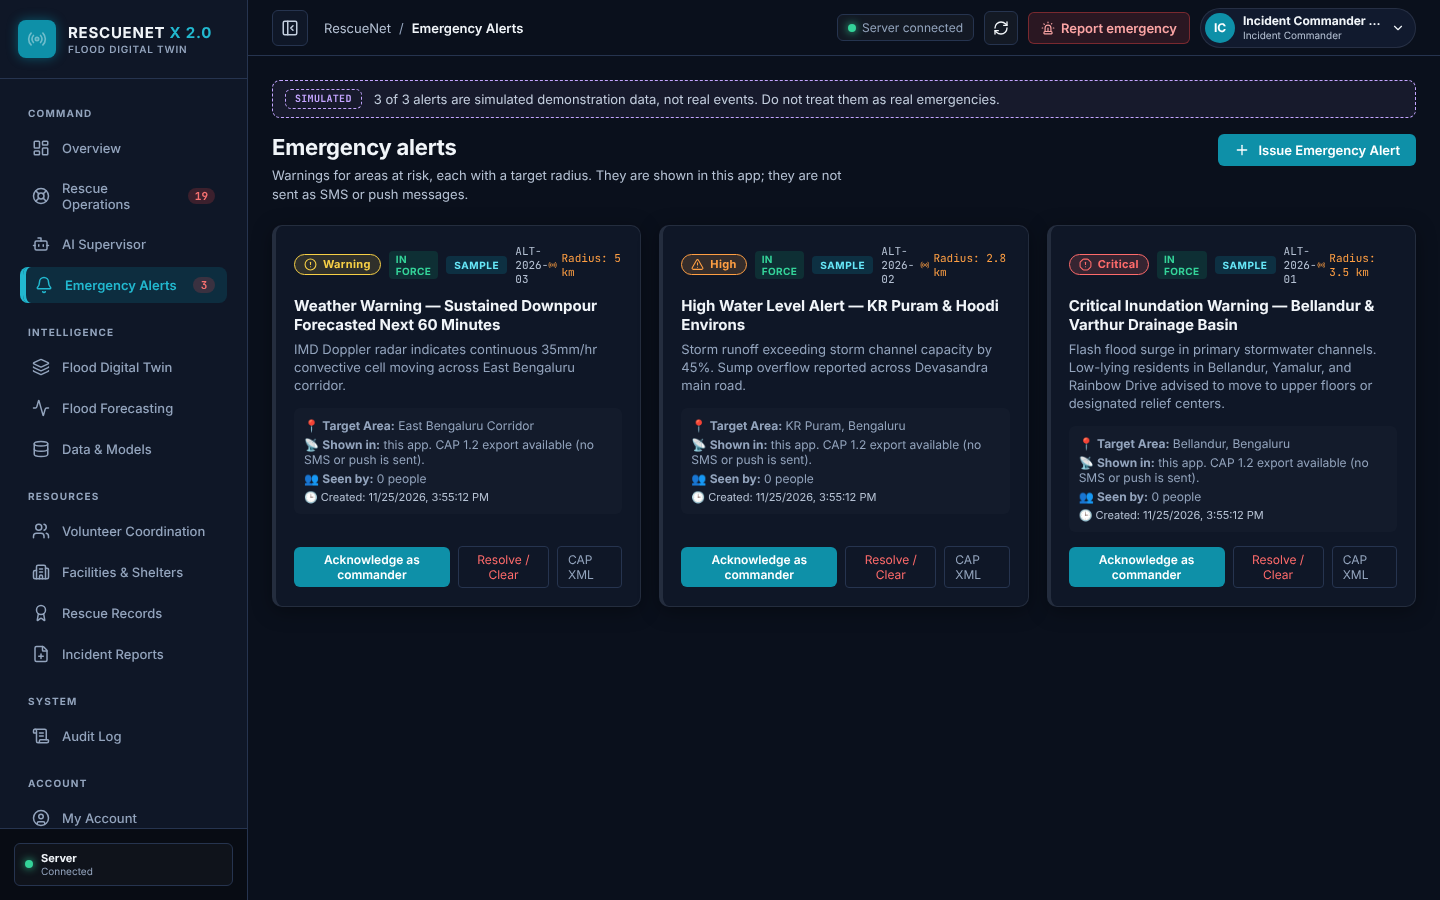 RESCUENET X 2.0
FLOOD DIGITAL TWIN
COMMAND
Overview
Rescue
Operations
19
AI Supervisor
Emergency Alerts
3
INTELLIGENCE
Flood Digital Twin
Flood Forecasting
Data & Models
RESOURCES
Volunteer Coordination
Facilities & Shelters
Rescue Records
Incident Reports
SYSTEM
Audit Log
ACCOUNT
My Account
Server
Connected
RescueNet / Emergency Alerts
Server connected
Report emergency
IC
Incident Commander ...
Incident Commander
SIMULATED
3 of 3 alerts are simulated demonstration data, not real events. Do not treat them as real emergencies.
Emergency alerts
Warnings for areas at risk, each with a target radius. They are shown in this app; they are not
sent as SMS or push messages.
Issue Emergency Alert
Warning
IN
FORCE
SAMPLE
ALT-
2026-
03
Radius: 5
km
Weather Warning — Sustained Downpour
Forecasted Next 60 Minutes
IMD Doppler radar indicates continuous 35mm/hr
convective cell moving across East Bengaluru
corridor.
Target Area: East Bengaluru Corridor
Shown in: this app. CAP 1.2 export available (no
SMS or push is sent).
Seen by: 0 people
Created: 11/25/2026, 3:55:12 PM
Acknowledge as
commander
Resolve /
Clear
CAP
XML
High
IN
FORCE
SAMPLE
ALT-
2026-
02
Radius: 2.8
km
High Water Level Alert — KR Puram & Hoodi
Environs
Storm runoff exceeding storm channel capacity by
45%. Sump overflow reported across Devasandra
main road.
Target Area: KR Puram, Bengaluru
Shown in: this app. CAP 1.2 export available (no
SMS or push is sent).
Seen by: 0 people
Created: 11/25/2026, 3:55:12 PM
Acknowledge as
commander
Resolve /
Clear
CAP
XML
Critical
IN
FORCE
SAMPLE
ALT-
2026-
01
Radius:
3.5 km
Critical Inundation Warning — Bellandur &
Varthur Drainage Basin
Flash flood surge in primary stormwater channels.
Low-lying residents in Bellandur, Yamalur, and
Rainbow Drive advised to move to upper floors or
designated relief centers.
Target Area: Bellandur, Bengaluru
Shown in: this app. CAP 1.2 export available (no
SMS or push is sent).
Seen by: 0 people
Created: 11/25/2026, 3:55:12 PM
Acknowledge as
commander
Resolve /
Clear
CAP
XML